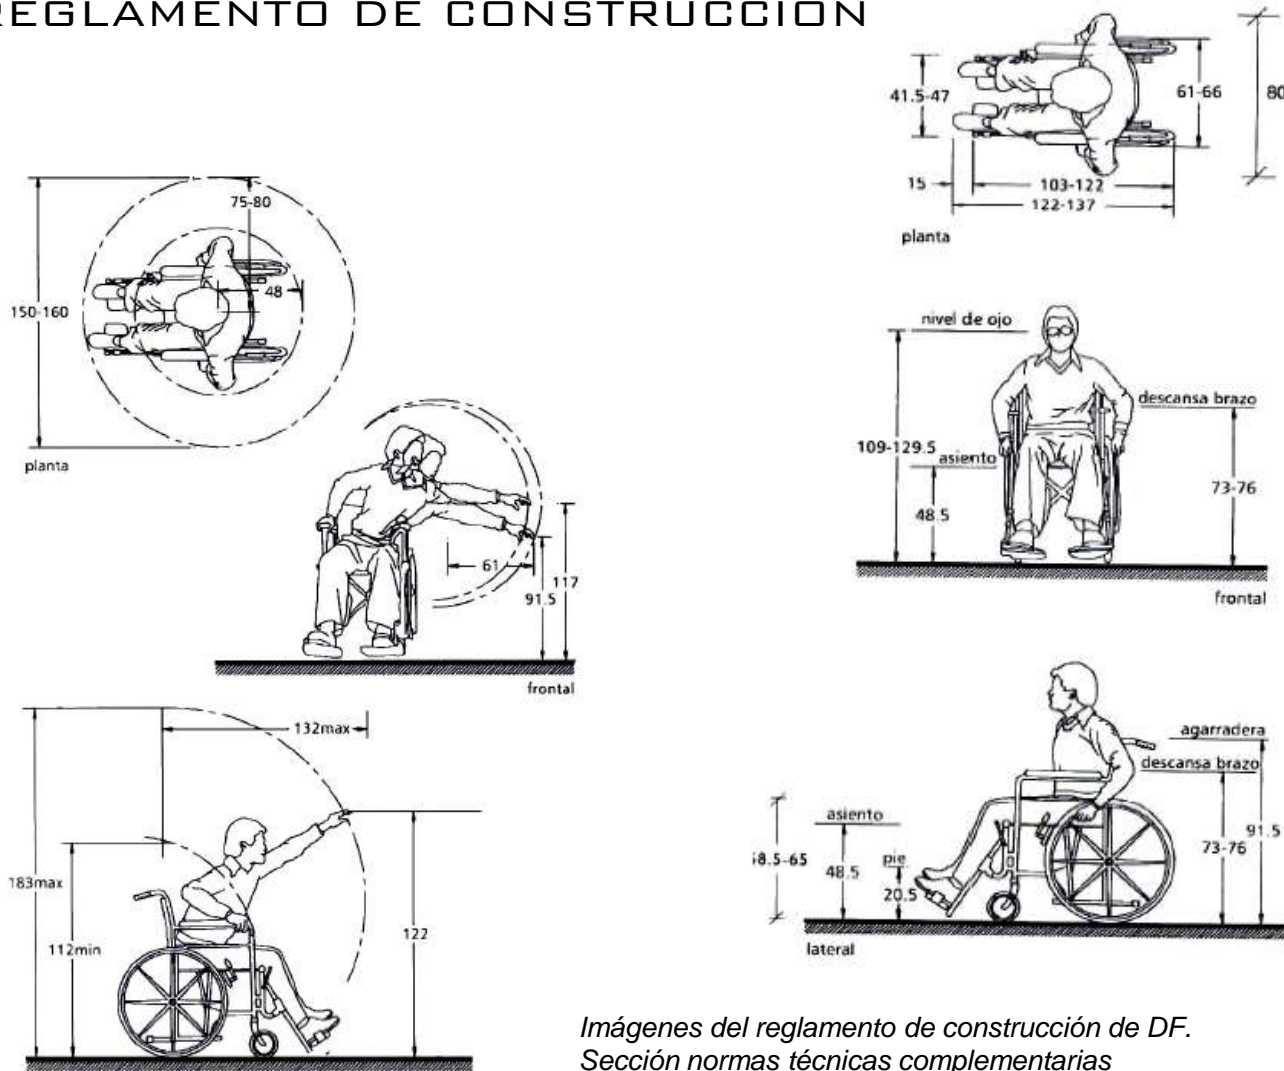 REGLAMENTO DE CONSTRUCCION
41.5-47
61-66
80
15
103-122
122-137
planta
75-80
48
150-160
planta
nivel de ojo
descansa brazo
109-129.5
asiento
73-76
48.5
frontal
61
117
91.5
frontal
132max
183max
112min
122
agarradera
descansa brazo
asiento
pie
8.5-65
48.5
20.5
73-76
91.5
lateral
Imágenes del reglamento de construcción de DF.
Sección normas técnicas complementarias